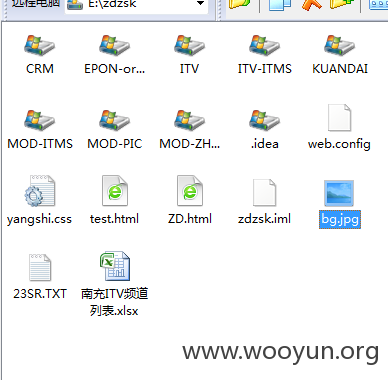 远程电脑 E:\zdzsk
CRM EPON-or... ITV ITV-ITMS KUANDAI
MOD-ITMS MOD-PIC MOD-ZH... .idea web.config
yangshi.css test.html ZD.html zdzsk.iml bg.jpg
23SR.TXT 南充ITV频道
列表.xlsx
www.wooyun.org